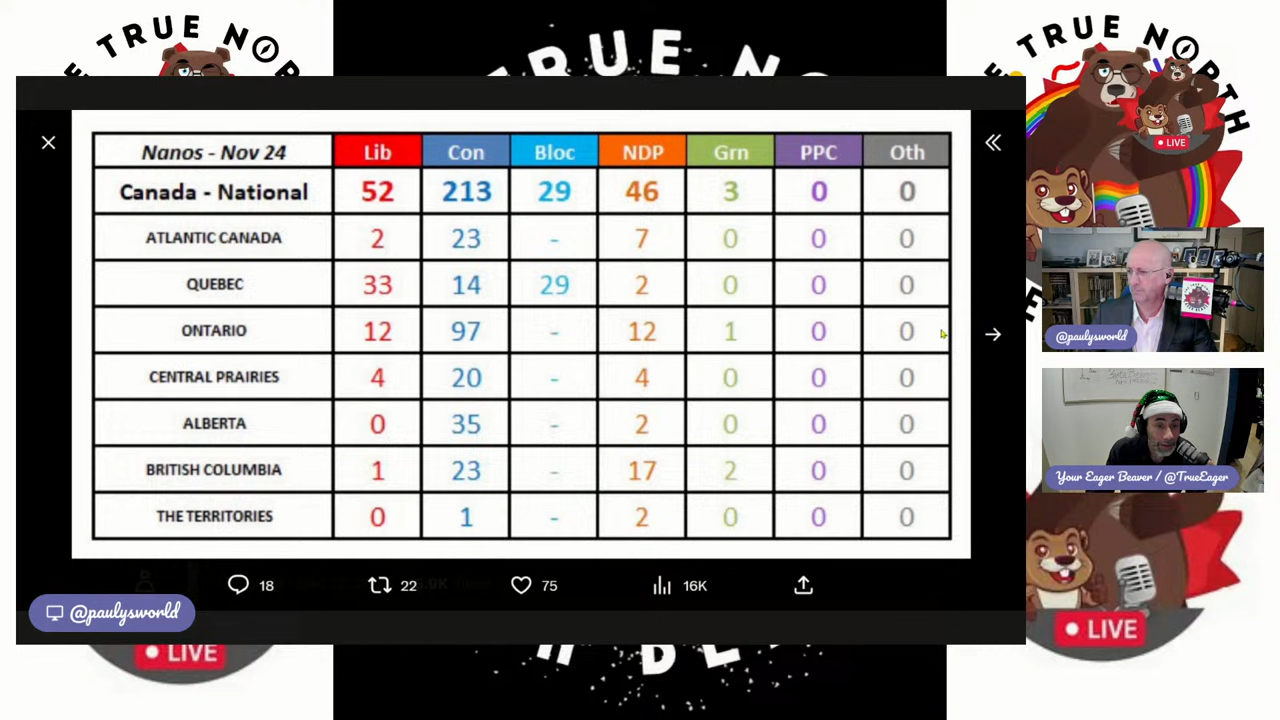 THE TRUE NORTH
Nanos - Nov 24 Lib Con Bloc NDP Grn PPC Oth
Canada - National 52 213 29 46 3 0 0
ATLANTIC CANADA 2 23 - 7 0 0 0
QUEBEC 33 14 29 2 0 0 0
ONTARIO 12 97 - 12 1 0 0
CENTRAL PRAIRIES 4 20 - 4 0 0 0
ALBERTA 0 35 - 2 0 0 0
BRITISH COLUMBIA 1 23 - 17 2 0 0
THE TERRITORIES 0 1 - 2 0 0 0
18 22 75 16K
@paulysworld
LIVE
LIVE
@paulysworld
Your Eager Beaver / @TrueEager
LIVE